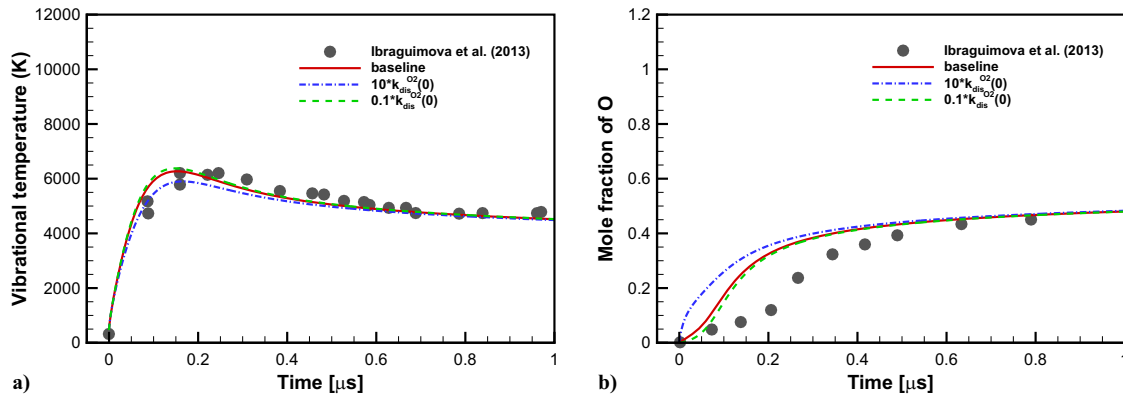 12000
10000
8000
6000
4000
2000
0
Vibrational temperature (K)
Ibraguimova et al. (2013)
baseline
10*k_dis^O2(0)
0.1*k_dis^O2(0)
0 0.2 0.4 0.6 0.8 1
Time [μs]
a)
1.2
1
0.8
0.6
0.4
0.2
0
Mole fraction of O
Ibraguimova et al. (2013)
baseline
10*k_dis^O2(0)
0.1*k_dis^O2(0)
0 0.2 0.4 0.6 0.8 1
Time [μs]
b)